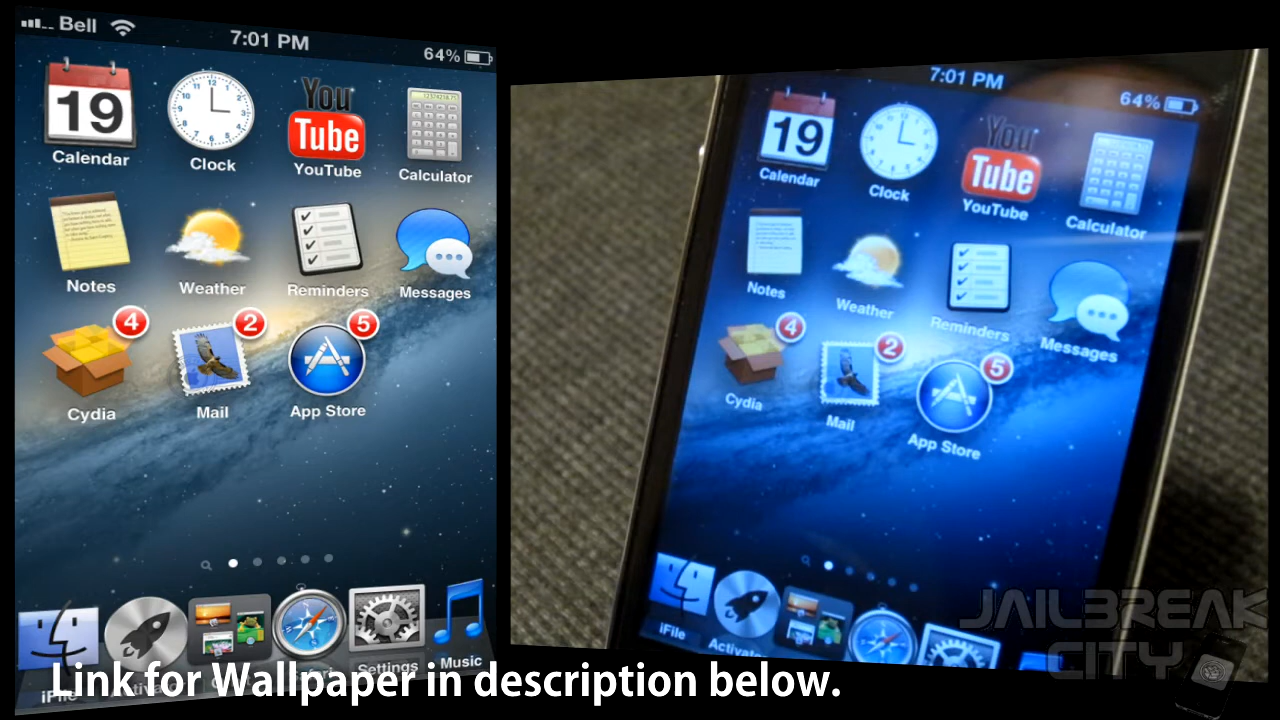 Bell 7:01 PM 64%
19
Calendar Clock You Tube YouTube Calculator
Notes Weather Reminders Messages
4 2 5
Cydia Mail App Store
iFile Settings Music
7:01 PM 64%
19
Calendar Clock You Tube YouTube Calculator
Notes Weather Reminders Messages
4 2 5
Cydia Mail App Store
iFile
JAILBREAK
CITY
Link for Wallpaper in description below.